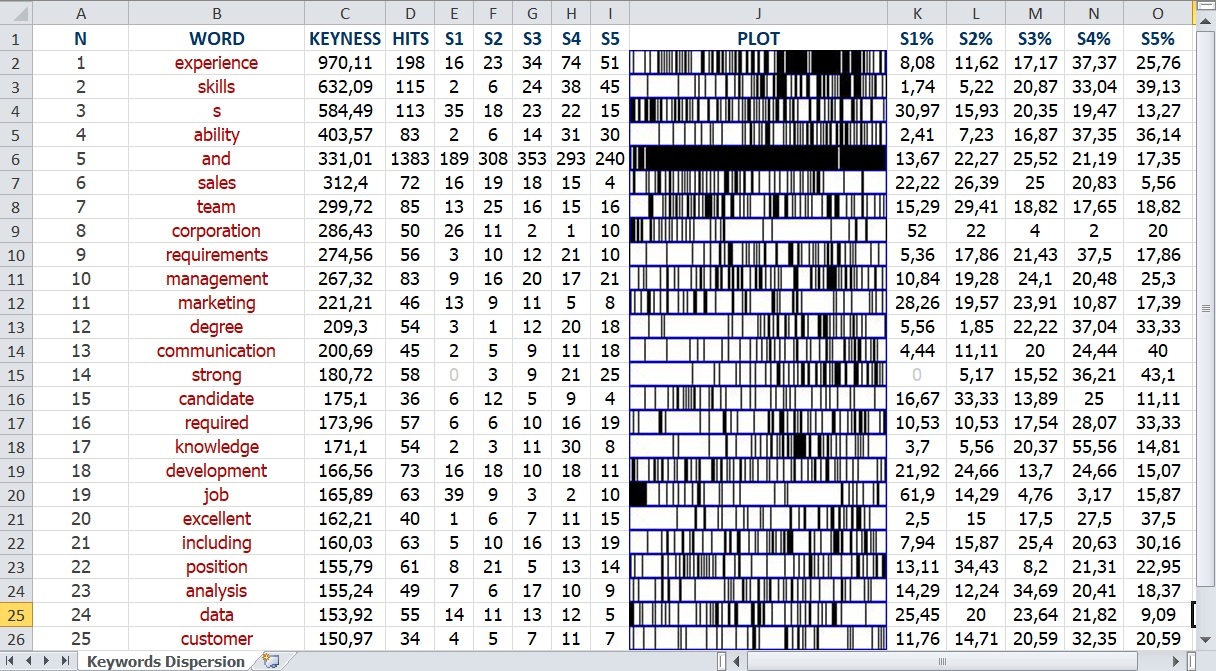 A B C D E F G H I J K L M N O
1 N WORD KEYNESS HITS S1 S2 S3 S4 S5 PLOT S1% S2% S3% S4% S5%
2 1 experience 970,11 198 16 23 34 74 51 8,08 11,62 17,17 37,37 25,76
3 2 skills 632,09 115 2 6 24 38 45 1,74 5,22 20,87 33,04 39,13
4 3 s 584,49 113 35 18 23 22 15 30,97 15,93 20,35 19,47 13,27
5 4 ability 403,57 83 2 6 14 31 30 2,41 7,23 16,87 37,35 36,14
6 5 and 331,01 1383 189 308 353 293 240 13,67 22,27 25,52 21,19 17,35
7 6 sales 312,4 72 16 19 18 15 4 22,22 26,39 25 20,83 5,56
8 7 team 299,72 85 13 25 16 15 16 15,29 29,41 18,82 17,65 18,82
9 8 corporation 286,43 50 26 11 2 1 10 52 22 4 2 20
10 9 requirements 274,56 56 3 10 12 21 10 5,36 17,86 21,43 37,5 17,86
11 10 management 267,32 83 9 16 20 17 21 10,84 19,28 24,1 20,48 25,3
12 11 marketing 221,21 46 13 9 11 5 8 28,26 19,57 23,91 10,87 17,39
13 12 degree 209,3 54 3 1 12 20 18 5,56 1,85 22,22 37,04 33,33
14 13 communication 200,69 45 2 5 9 11 18 4,44 11,11 20 24,44 40
15 14 strong 180,72 58 0 3 9 21 25 0 5,17 15,52 36,21 43,1
16 15 candidate 175,1 36 6 12 5 9 4 16,67 33,33 13,89 25 11,11
17 16 required 173,96 57 6 6 10 16 19 10,53 10,53 17,54 28,07 33,33
18 17 knowledge 171,1 54 2 3 11 30 8 3,7 5,56 20,37 55,56 14,81
19 18 development 166,56 73 16 18 10 18 11 21,92 24,66 13,7 24,66 15,07
20 19 job 165,89 63 39 9 3 2 10 61,9 14,29 4,76 3,17 15,87
21 20 excellent 162,21 40 1 6 7 11 15 2,5 15 17,5 27,5 37,5
22 21 including 160,03 63 5 10 16 13 19 7,94 15,87 25,4 20,63 30,16
23 22 position 155,79 61 8 21 5 13 14 13,11 34,43 8,2 21,31 22,95
24 23 analysis 155,24 49 7 6 17 10 9 14,29 12,24 34,69 20,41 18,37
25 24 data 153,92 55 14 11 13 12 5 25,45 20 23,64 21,82 9,09
26 25 customer 150,97 34 4 5 7 11 7 11,76 14,71 20,59 32,35 20,59
Keywords Dispersion